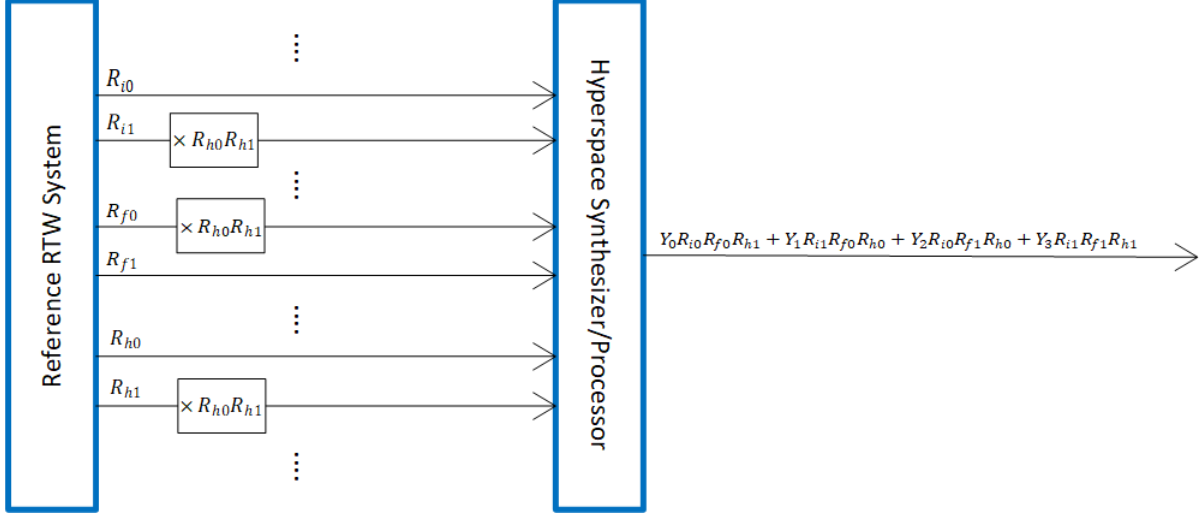 Reference RTW System
R_{i0}
R_{i1}
× R_{h0}R_{h1}
R_{f0}
× R_{h0}R_{h1}
R_{f1}
R_{h0}
R_{h1}
× R_{h0}R_{h1}
Hyperspace Synthesizer/Processor
Y_0R_{i0}R_{f0}R_{h1} + Y_1R_{i1}R_{f0}R_{h0} + Y_2R_{i0}R_{f1}R_{h0} + Y_3R_{i1}R_{f1}R_{h1}